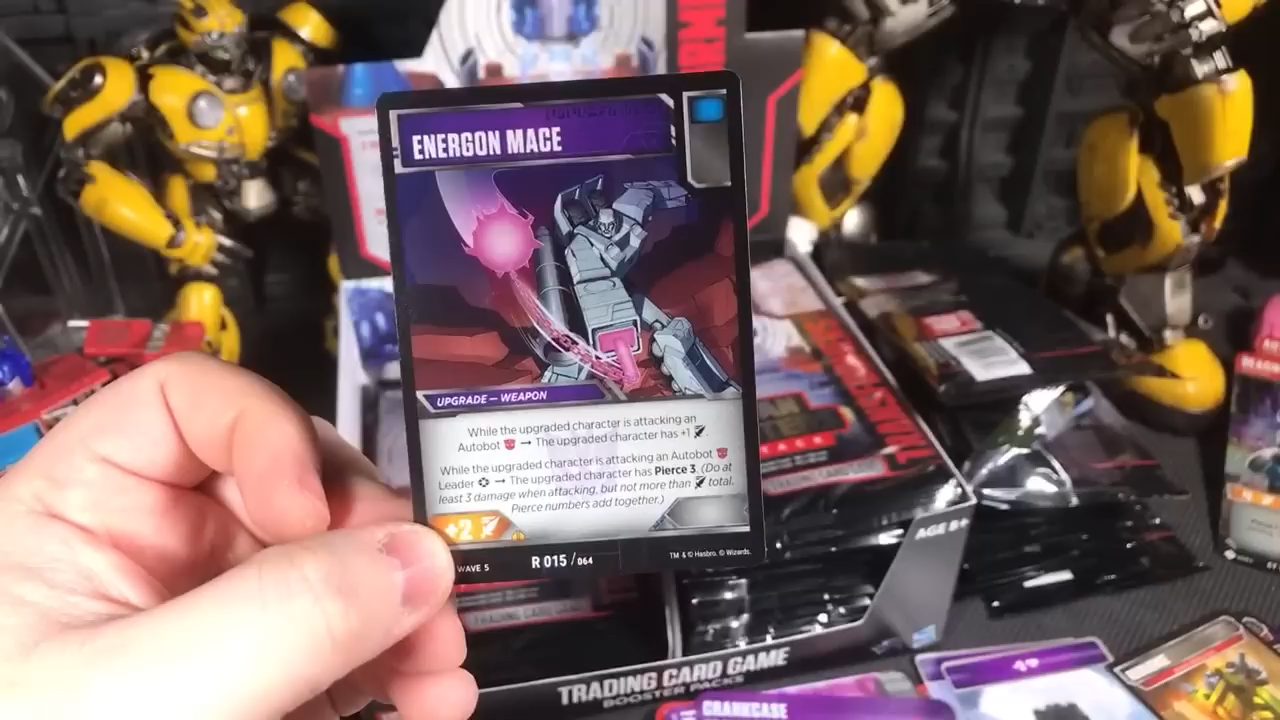 ENERGON MACE
UPGRADE — WEAPON
While the upgraded character is attacking an
Autobot → The upgraded character has +1 .
While the upgraded character is attacking an Autobot
Leader → The upgraded character has Pierce 3. (Do at
least 3 damage when attacking, but not more than total.
Pierce numbers add together.)
+2
WAVE 5
R 015 / 064
TM & © Hasbro. © Wizards.
AGE 8+
TRADING CARD GAME
TRADING CARD GAME
BOOSTER PACKS
CRANKCASE